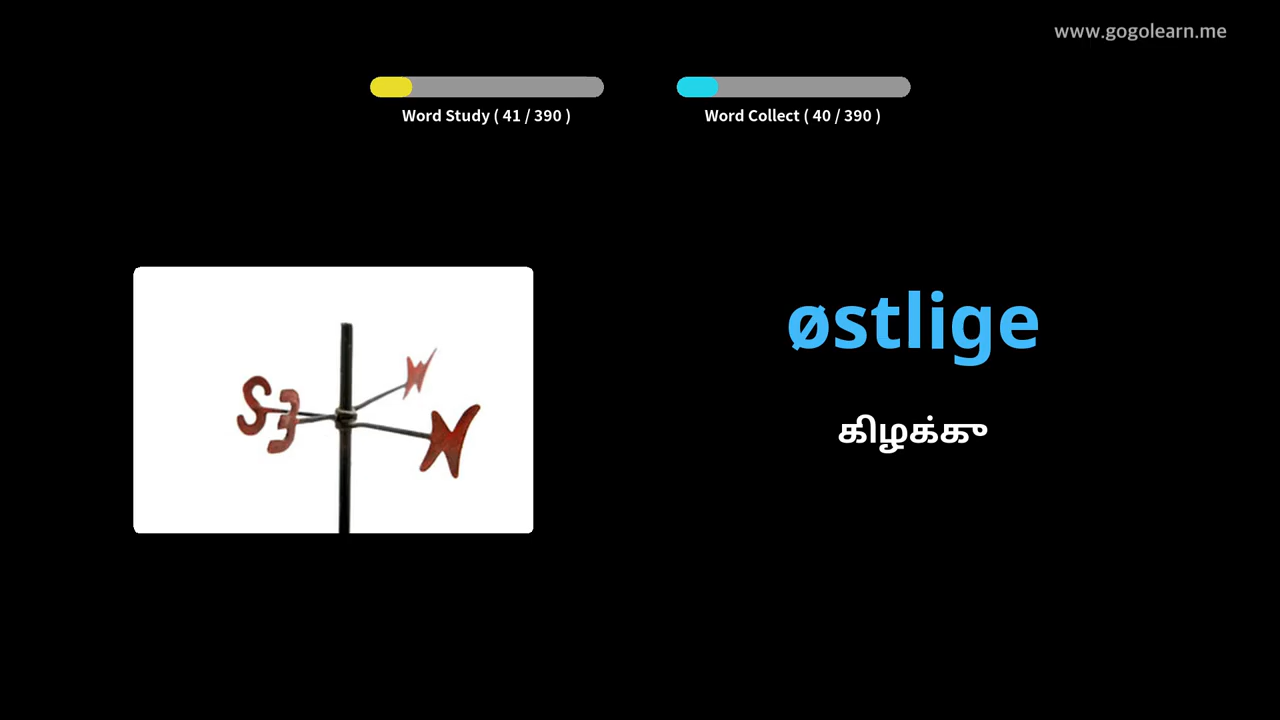 www.gogolearn.me
Word Study ( 41 / 390 )
Word Collect ( 40 / 390 )
S E N W
østlige
கிழக்கு